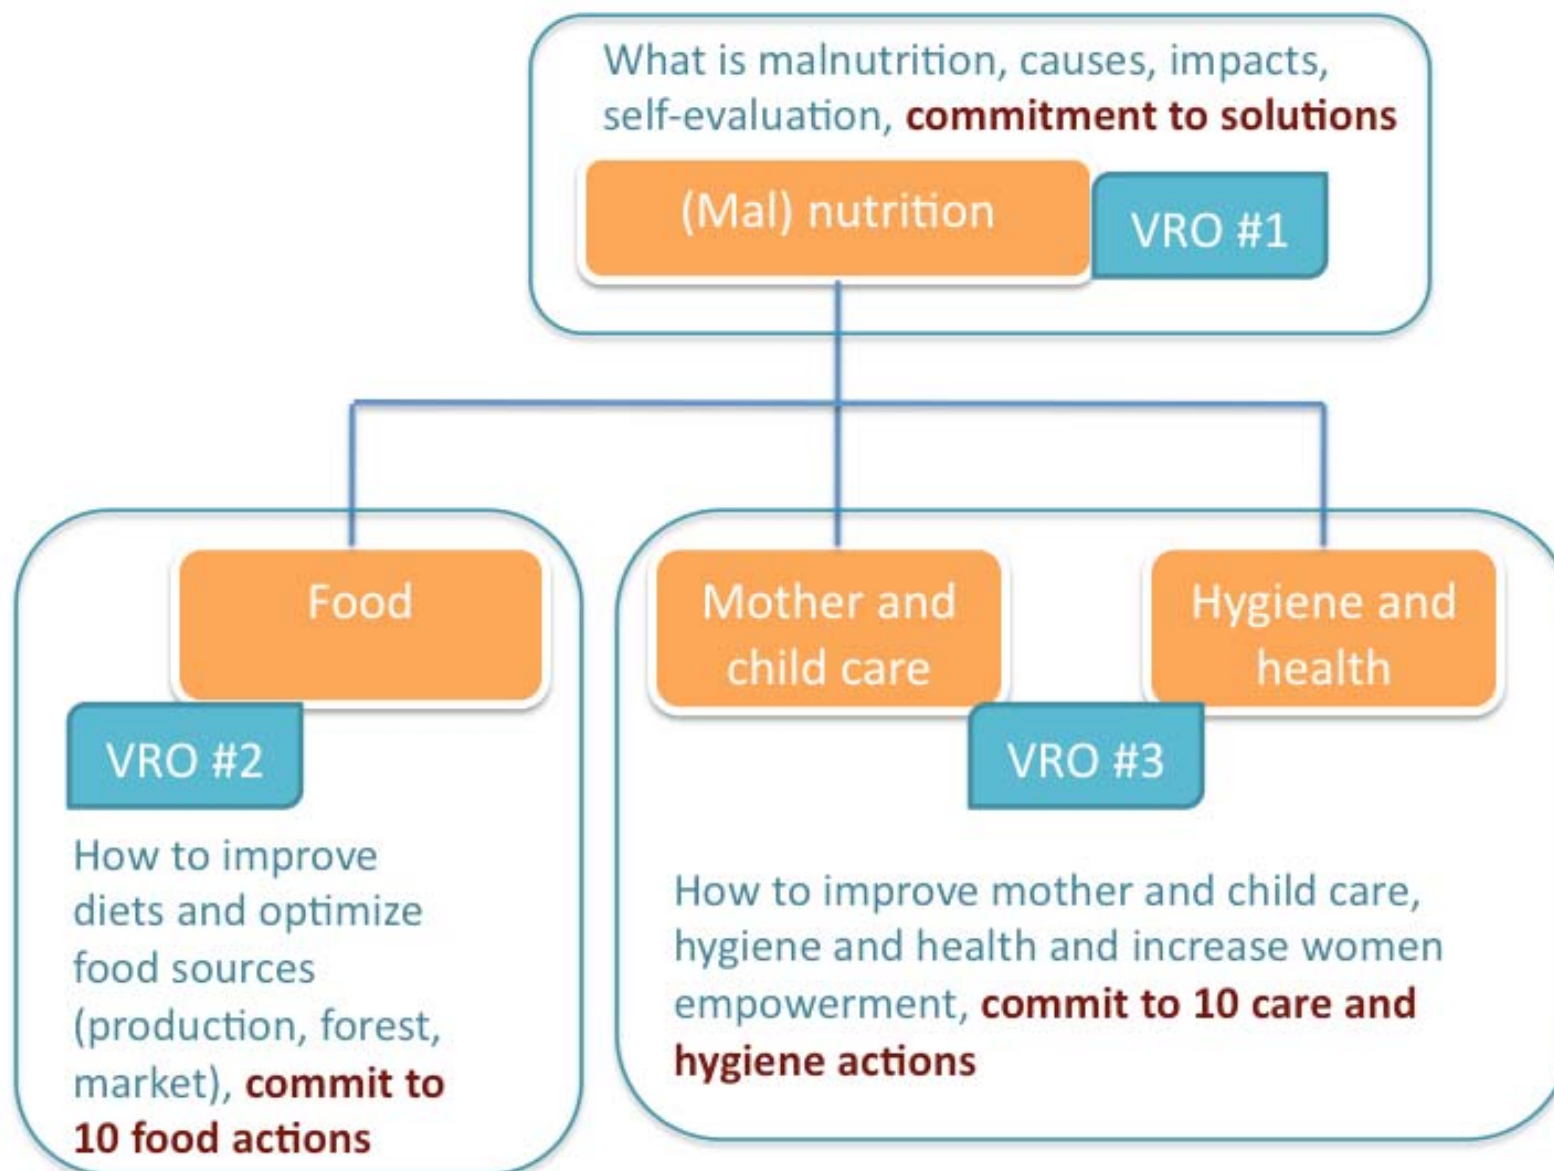 What is malnutrition, causes, impacts,
self-evaluation, commitment to solutions
(Mal) nutrition
VRO #1
Food
VRO #2
How to improve
diets and optimize
food sources
(production, forest,
market), commit to
10 food actions
Mother and
child care
Hygiene and
health
VRO #3
How to improve mother and child care,
hygiene and health and increase women
empowerment, commit to 10 care and
hygiene actions